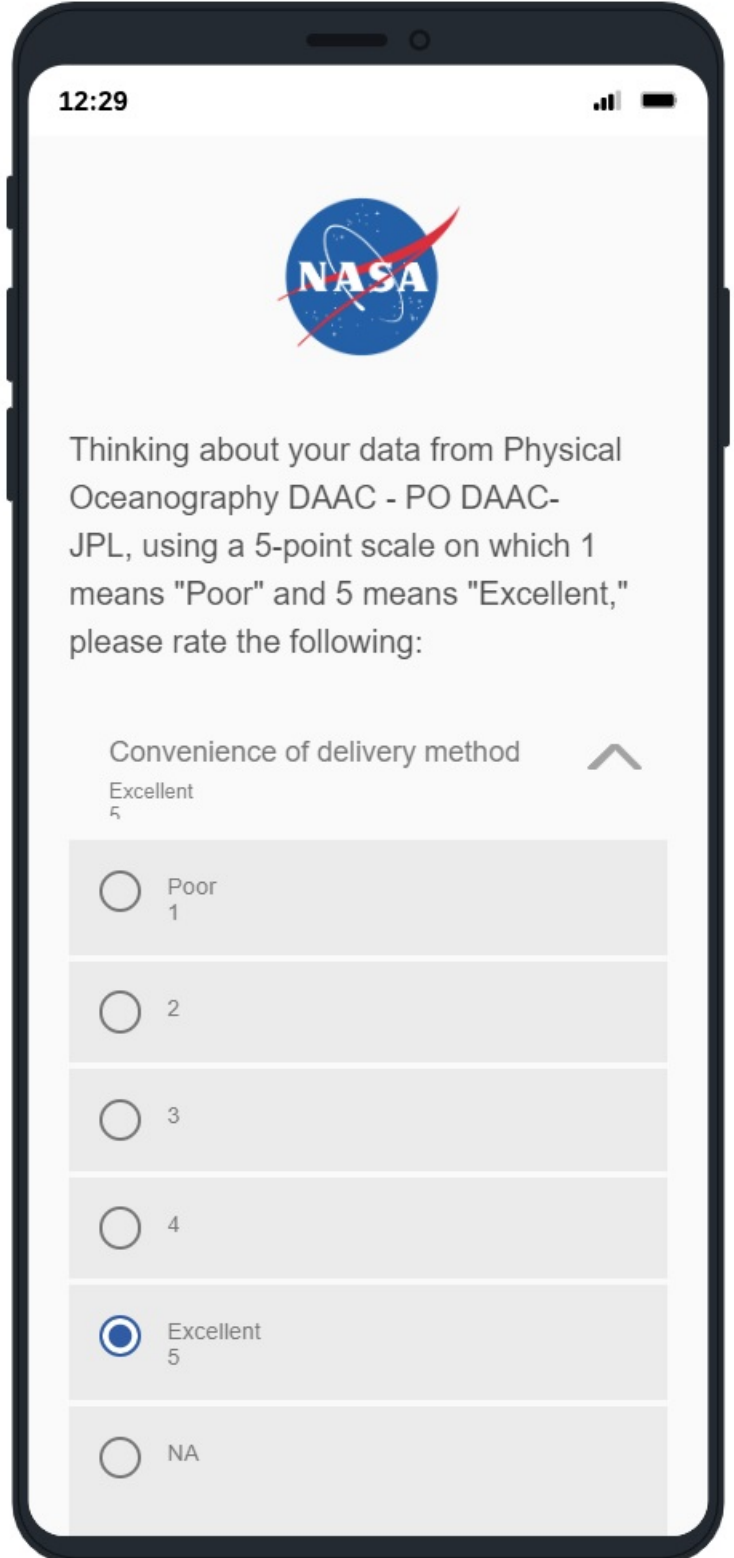 12:29
NASA
Thinking about your data from Physical
Oceanography DAAC - PO DAAC-
JPL, using a 5-point scale on which 1
means "Poor" and 5 means "Excellent,"
please rate the following:
Convenience of delivery method
Excellent
5
Poor
1
2
3
4
Excellent
5
NA